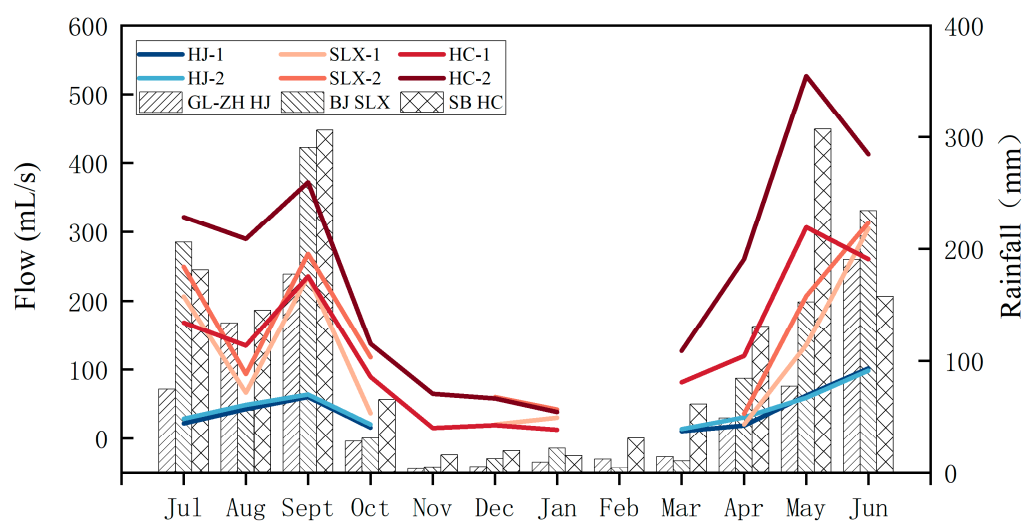 600
500
400
300
200
100
0
Flow (mL/s)
HJ-1 SLX-1 HC-1
HJ-2 SLX-2 HC-2
GL-ZH HJ BJ SLX SB HC
400
300
200
100
0
Rainfall (mm)
Jul Aug Sept Oct Nov Dec Jan Feb Mar Apr May Jun